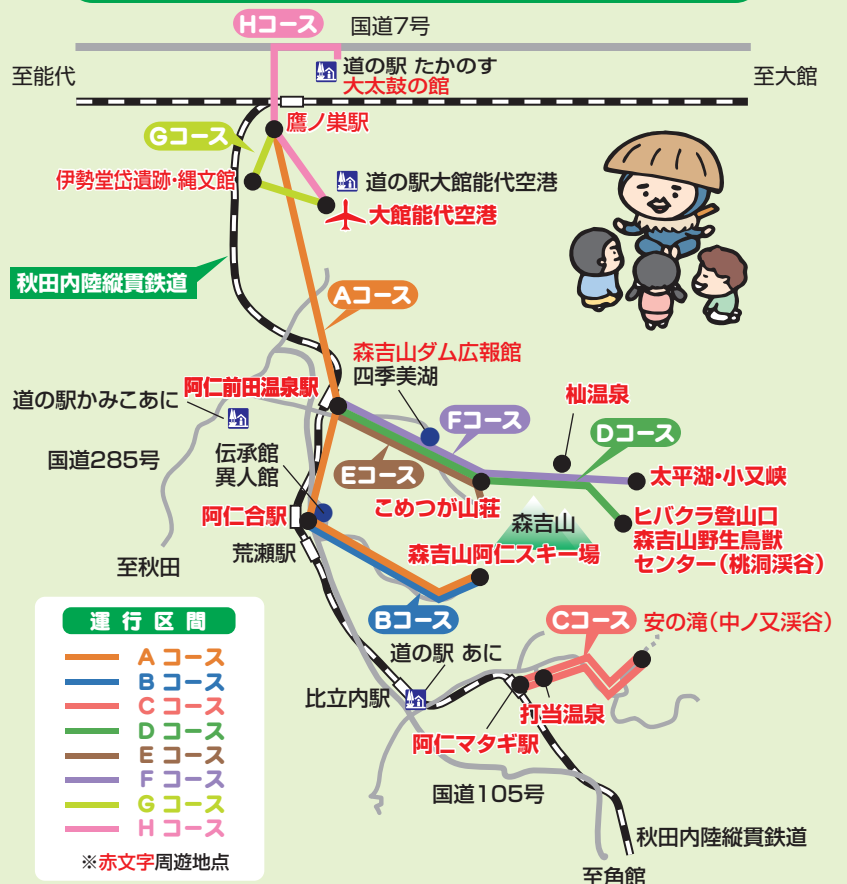 Hコース
国道7号
至能代
道の駅 たかのす
大太鼓の館
至大館
鷹ノ巣駅
Gコース
伊勢堂岱遺跡・縄文館
道の駅大館能代空港
大館能代空港
秋田内陸縦貫鉄道
Aコース
森吉山ダム広報館
四季美湖
阿仁前田温泉駅
道の駅かみこあに
杣温泉
Fコース
Dコース
国道285号
伝承館
異人館
Eコース
太平湖・小又峡
こめつが山荘
阿仁合駅
森吉山
ヒバクラ登山口
森吉山野生鳥獣
センター(桃洞渓谷)
荒瀬駅
至秋田
森吉山阿仁スキー場
Bコース
Cコース
安の滝(中ノ又渓谷)
道の駅 あに
比立内駅
打当温泉
阿仁マタギ駅
国道105号
秋田内陸縦貫鉄道
至角館
運行区間
Aコース
Bコース
Cコース
Dコース
Eコース
Fコース
Gコース
Hコース
※赤文字周遊地点